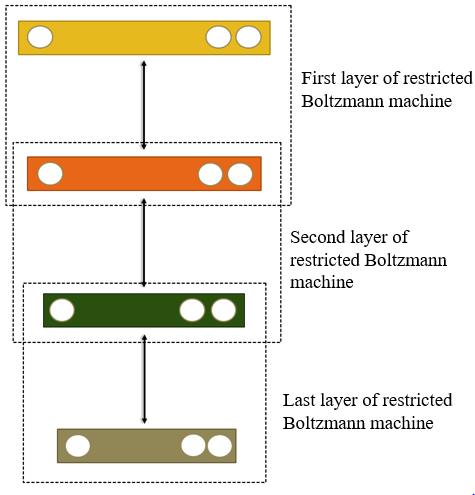 First layer of restricted
Boltzmann machine
Second layer of
restricted Boltzmann
machine
Last layer of restricted
Boltzmann machine